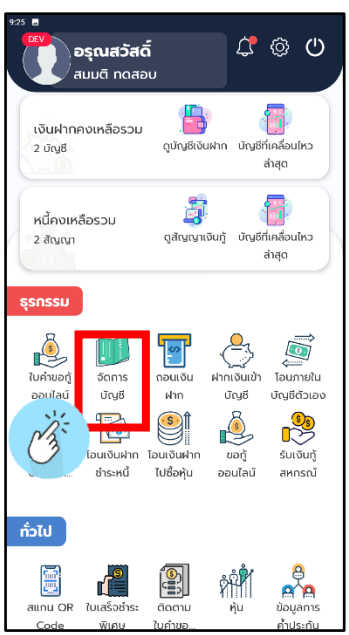 9:25
DEV
อรุณสวัสดิ์
สมมติ ทดสอบ
เงินฝากคงเหลือรวม
2 บัญชี
ดูบัญชีเงินฝาก
บัญชีที่เคลื่อนไหว
ล่าสุด
หนี้คงเหลือรวม
2 สัญญา
ดูสัญญาเงินกู้
บัญชีที่เคลื่อนไหว
ล่าสุด
ธุรกรรม
ใบคำขอกู้
ออนไลน์
จัดการ
บัญชี
ถอนเงิน
ฝาก
ฝากเงินเข้า
บัญชี
โอนภายใน
บัญชีตัวเอง
โอนเงินฝาก
ชำระหนี้
โอนเงินฝาก
ไปซื้อหุ้น
ขอกู้
ออนไลน์
รับเงินกู้
สหกรณ์
ทั่วไป
สแกน QR
Code
ใบเสร็จชำระ
พิเศษ
ติดตาม
ใบคำขอ...
หุ้น
ข้อมูลการ
ค้ำประกัน